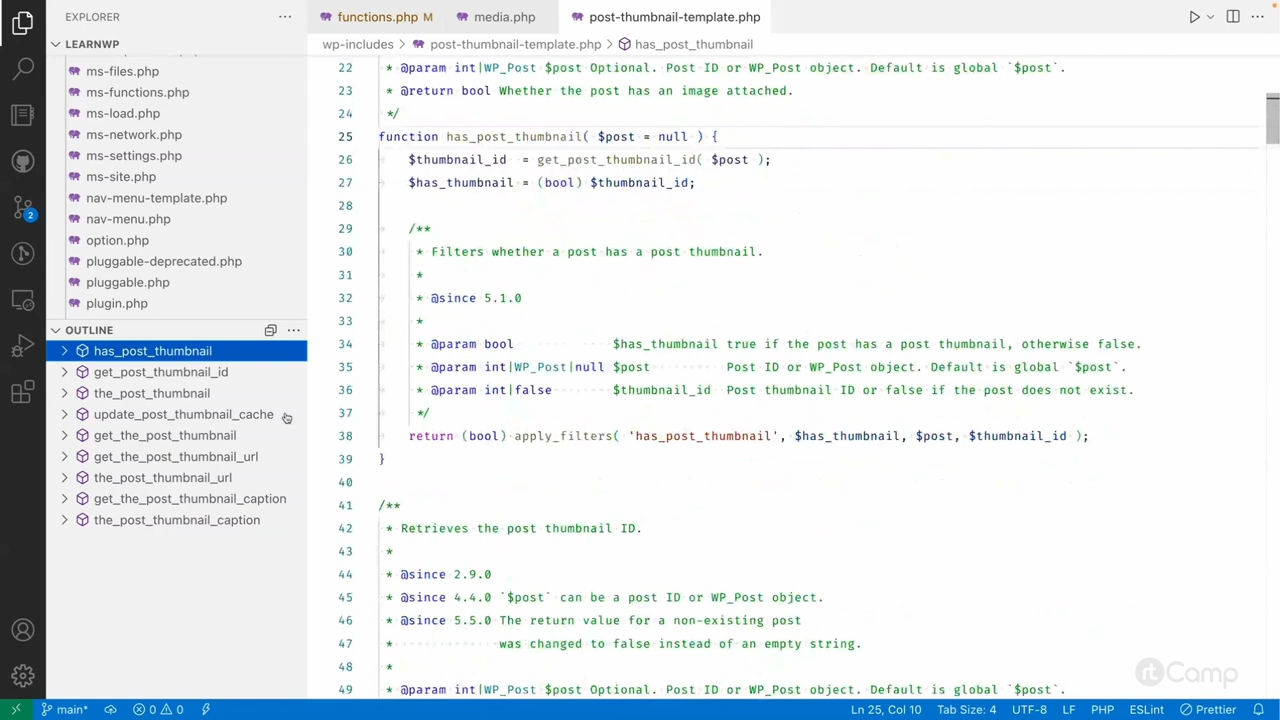 EXPLORER
LEARNWP
ms-files.php
ms-functions.php
ms-load.php
ms-network.php
ms-settings.php
ms-site.php
nav-menu-template.php
nav-menu.php
option.php
pluggable-deprecated.php
pluggable.php
plugin.php
OUTLINE
has_post_thumbnail
get_post_thumbnail_id
the_post_thumbnail
update_post_thumbnail_cache
get_the_post_thumbnail
get_the_post_thumbnail_url
the_post_thumbnail_url
get_the_post_thumbnail_caption
the_post_thumbnail_caption
2
functions.php M
media.php
post-thumbnail-template.php
wp-includes > post-thumbnail-template.php > has_post_thumbnail
22 * @param int|WP_Post $post Optional. Post ID or WP_Post object. Default is global `$post`.
23 * @return bool Whether the post has an image attached.
24 */
25 function has_post_thumbnail( $post = null ) {
26 $thumbnail_id = get_post_thumbnail_id( $post );
27 $has_thumbnail = (bool) $thumbnail_id;
28
29 /**
30 * Filters whether a post has a post thumbnail.
31 *
32 * @since 5.1.0
33 *
34 * @param bool $has_thumbnail true if the post has a post thumbnail, otherwise false.
35 * @param int|WP_Post|null $post Post ID or WP_Post object. Default is global `$post`.
36 * @param int|false $thumbnail_id Post thumbnail ID or false if the post does not exist.
37 */
38 return (bool) apply_filters( 'has_post_thumbnail', $has_thumbnail, $post, $thumbnail_id );
39 }
40
41 /**
42 * Retrieves the post thumbnail ID.
43 *
44 * @since 2.9.0
45 * @since 4.4.0 `$post` can be a post ID or WP_Post object.
46 * @since 5.5.0 The return value for a non-existing post
47 * was changed to false instead of an empty string.
48 *
49 * @param int|WP_Post $post Optional. Post ID or WP_Post object. Default is global `$post`.
rtCamp
main* 0 0 Ln 25, Col 10 Tab Size: 4 UTF-8 LF PHP ESLint Prettier